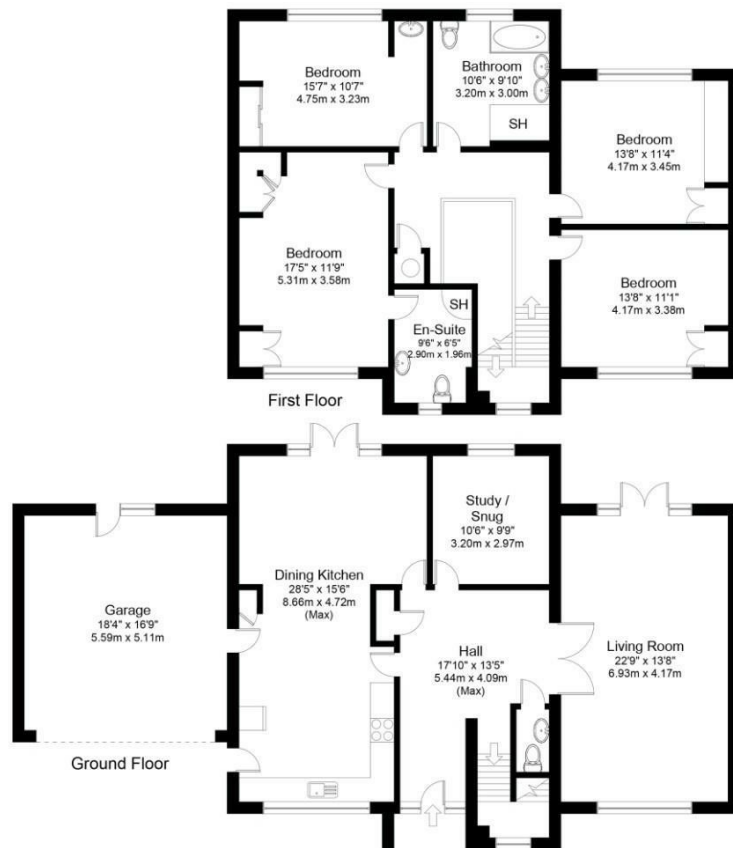 Bedroom
15'7" x 10'7"
4.75m x 3.23m
Bathroom
10'6" x 9'10"
3.20m x 3.00m
SH
Bedroom
13'8" x 11'4"
4.17m x 3.45m
Bedroom
17'5" x 11'9"
5.31m x 3.58m
SH
En-Suite
9'6" x 6'5"
2.90m x 1.96m
Bedroom
13'8" x 11'1"
4.17m x 3.38m
First Floor
Study /
Snug
10'6" x 9'9"
3.20m x 2.97m
Dining Kitchen
28'5" x 15'6"
8.66m x 4.72m
(Max)
Garage
18'4" x 16'9"
5.59m x 5.11m
Hall
17'10" x 13'5"
5.44m x 4.09m
(Max)
Living Room
22'9" x 13'8"
6.93m x 4.17m
Ground Floor